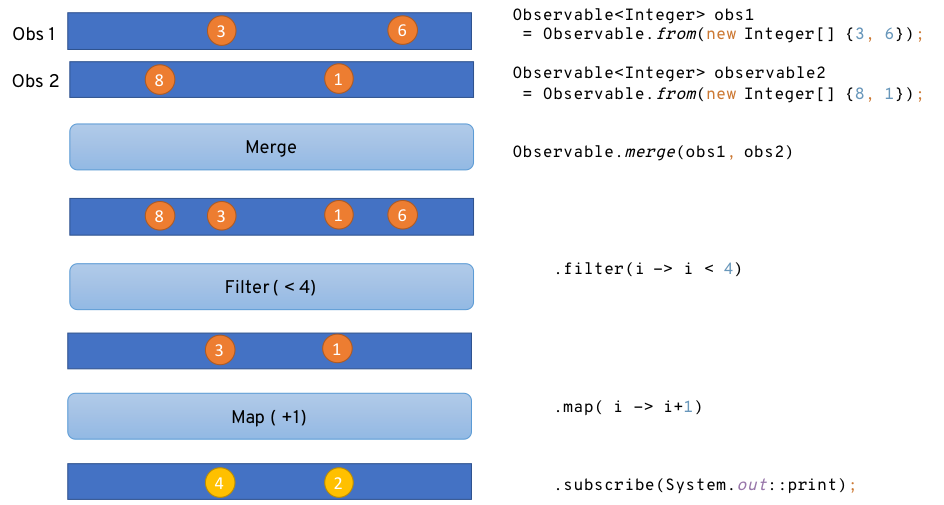 Obs 1
3
6
Observable<Integer> obs1
= Observable.from(new Integer[] {3, 6});
Obs 2
8
1
Observable<Integer> observable2
= Observable.from(new Integer[] {8, 1});
Merge
Observable.merge(obs1, obs2)
8
3
1
6
Filter ( < 4)
.filter(i -> i < 4)
3
1
Map ( +1)
.map( i -> i+1)
4
2
.subscribe(System.out::print);